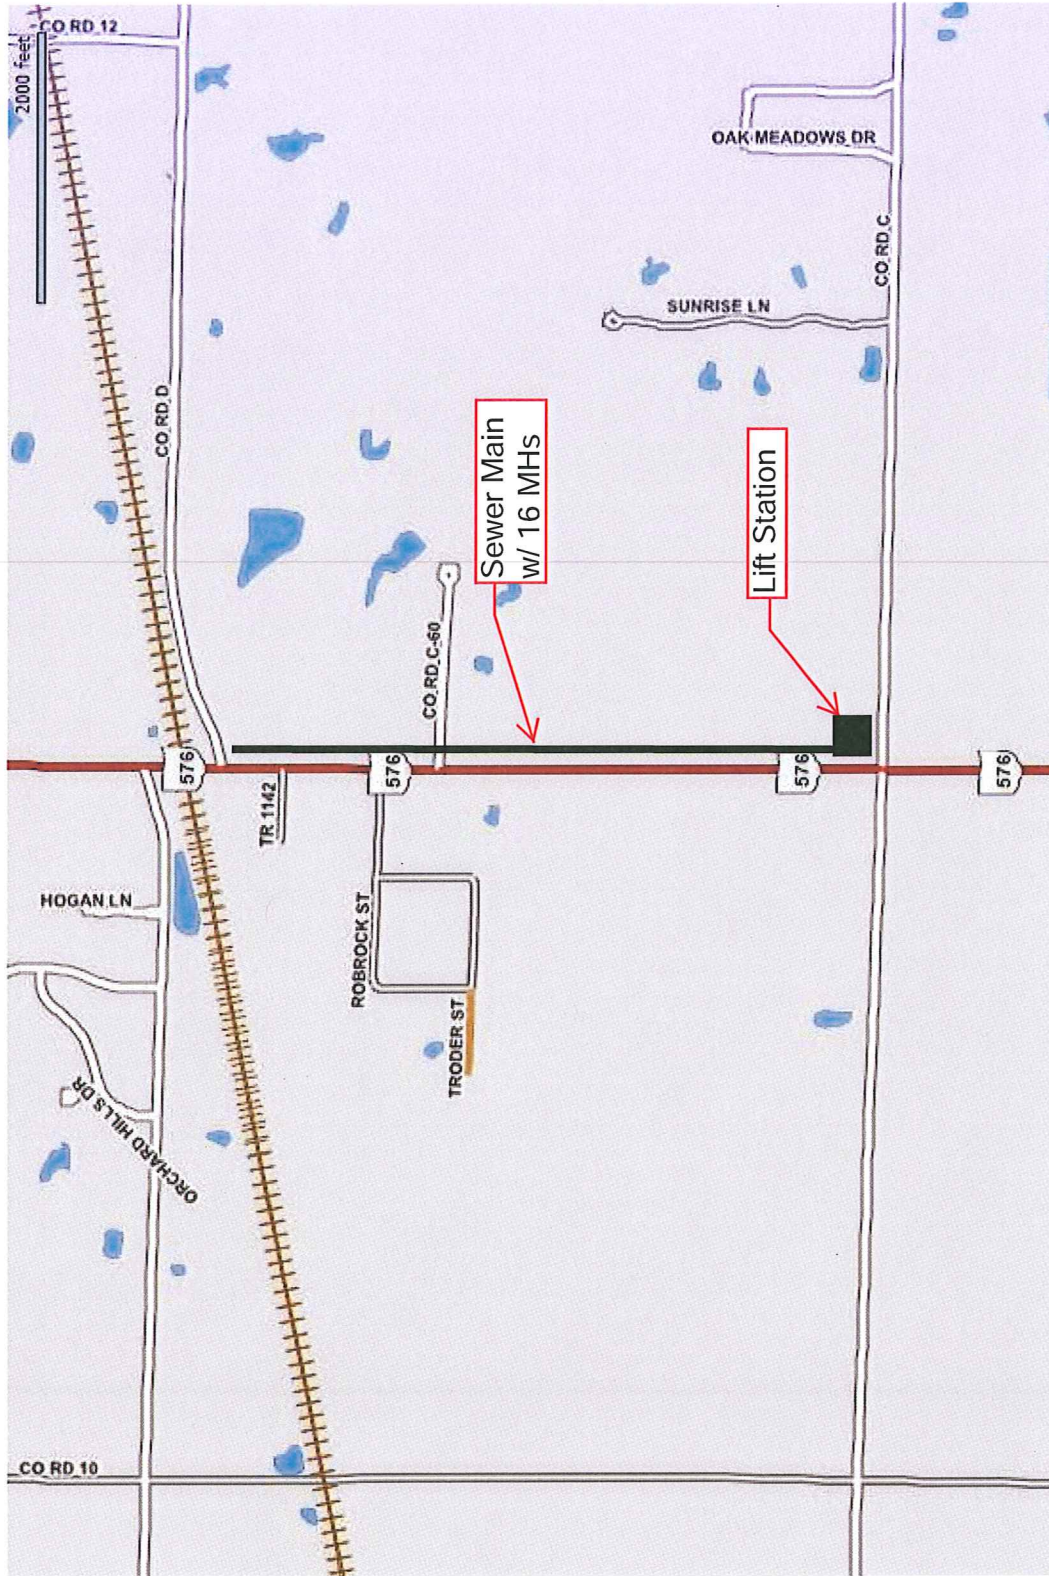 CO RD 12
2000 feet
OAK MEADOWS DR
CO RD C
SUNRISE LN
CO RD D
Sewer Main
w/ 16 MHs
Lift Station
CO RD C-60
576
576
576
576
TR 1142
HOGAN LN
ROBROCK ST
TRODER ST
ORCHARD HILLS DR
CO RD 10